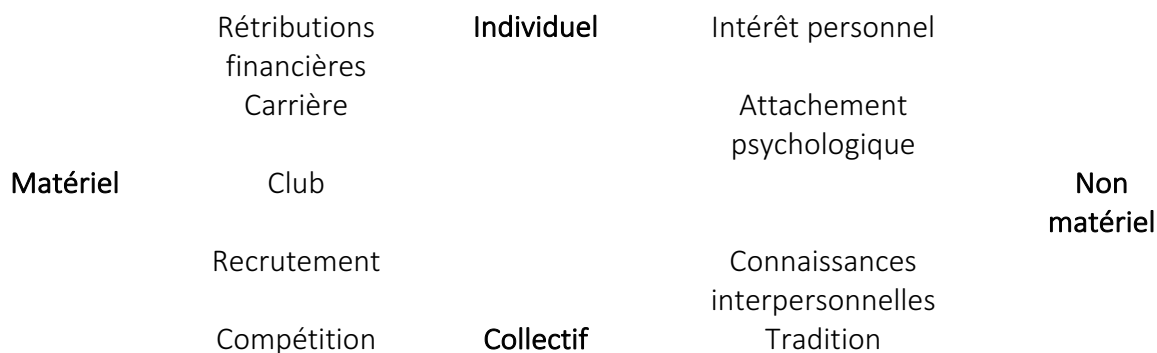 Rétributions financières Individuel Intérêt personnel
Carrière Attachement psychologique
Matériel Club Non matériel
Recrutement Connaissances interpersonnelles
Compétition Collectif Tradition